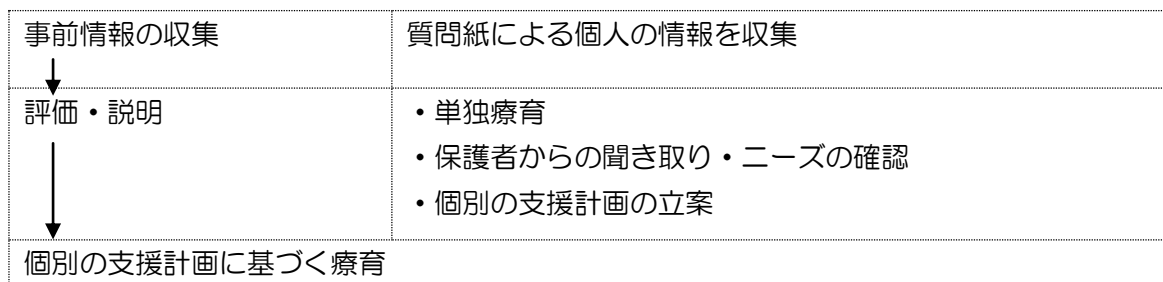 事前情報の収集
質問紙による個人の情報を収集
評価・説明
・単独療育
・保護者からの聞き取り・ニーズの確認
・個別の支援計画の立案
個別の支援計画に基づく療育